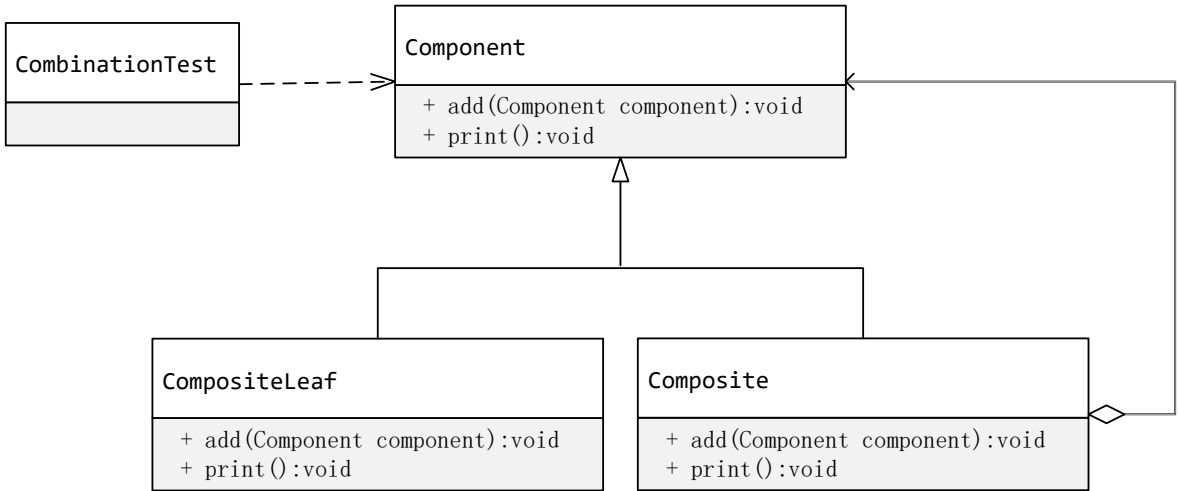 CombinationTest
Component
+ add(Component component):void
+ print():void
CompositeLeaf
+ add(Component component):void
+ print():void
Composite
+ add(Component component):void
+ print():void